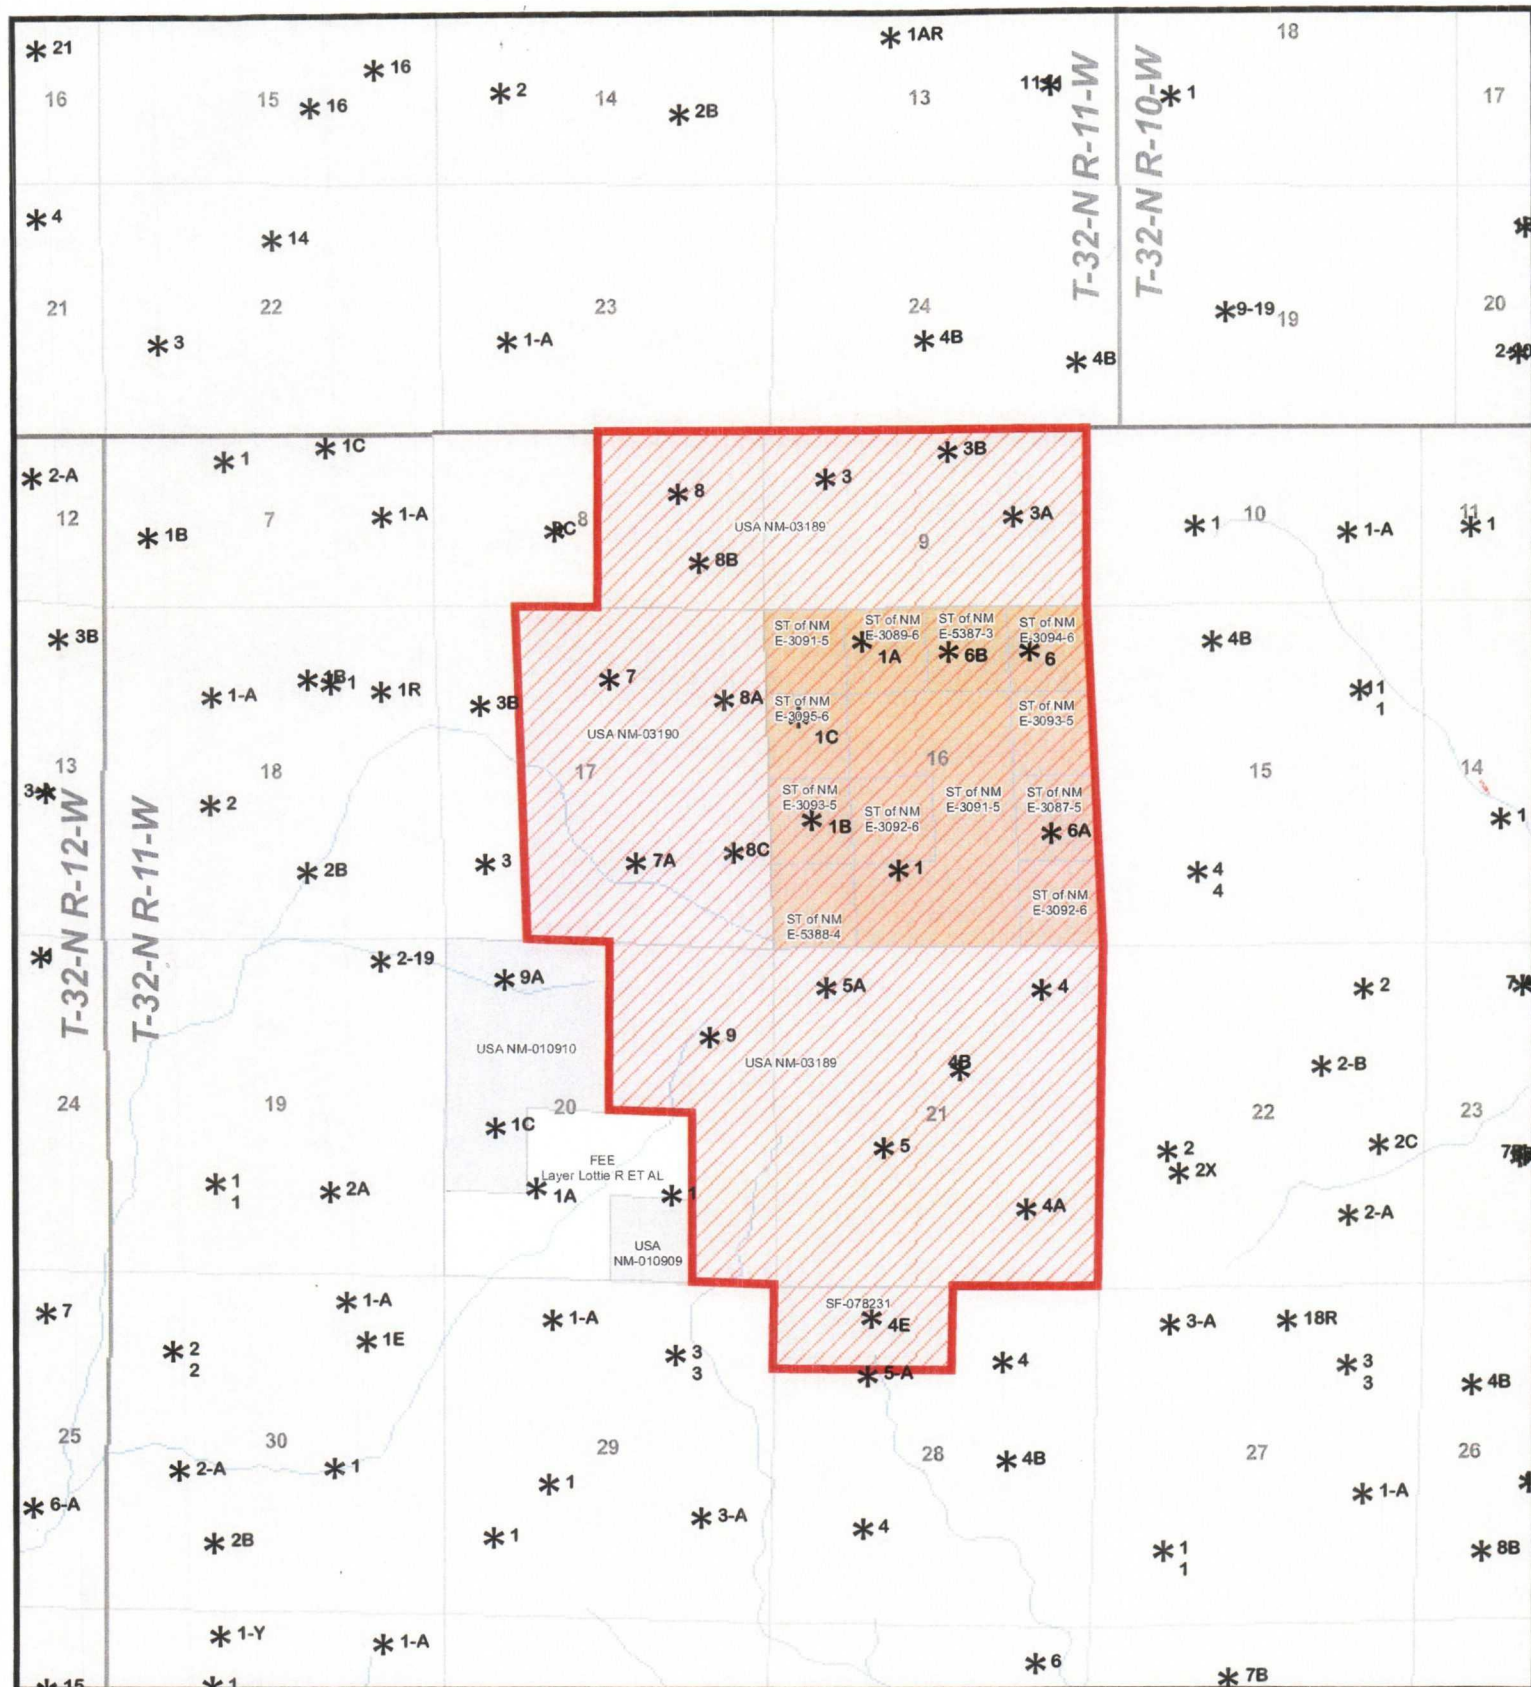 21
16
1AR
18
16
15
16
2
14
2B
13
1
17
4
14
21
22
23
24
9-19
19
20
3
1-A
4B
4B
T-32-N R-11-W
T-32-N R-10-W
1C
1
3B
2-A
8
3
12
1B
7
1-A
8
USA NM-03189
9
3A
1
10
1-A
11
1
8B
3B
ST of NM
E-3091-5
ST of NM
E-3089-6
ST of NM
E-5387-3
ST of NM
E-3094-6
1A
6B
6
4B
1-A
1B
1
1R
3B
7
8A
ST of NM
E-3095-6
1C
ST of NM
E-3093-5
11
1
USA NM-03190
13
18
17
16
15
14
2
ST of NM
E-3093-5
1B
ST of NM
E-3092-6
ST of NM
E-3091-5
ST of NM
E-3087-5
6A
1
2B
3
7A
8C
1
4
4
ST of NM
E-3092-6
ST of NM
E-5388-4
T-32-N R-12-W
T-32-N R-11-W
2-19
9A
5A
4
2
9
USA NM-010910
USA NM-03189
4B
2-B
24
19
20
21
22
23
1C
5
2
2C
2X
FEE
Layer Lottie R ET AL
1
1
2A
1A
1
4A
2-A
USA
NM-010909
7
1-A
1E
2
2
1-A
3
3
SF-078231
4E
5-A
4
3-A
18R
3
3
4B
25
30
29
28
27
26
2-A
1
1
4B
1-A
6-A
2B
1
3-A
4
1
1
8B
1-Y
1-A
6
7B
15
1